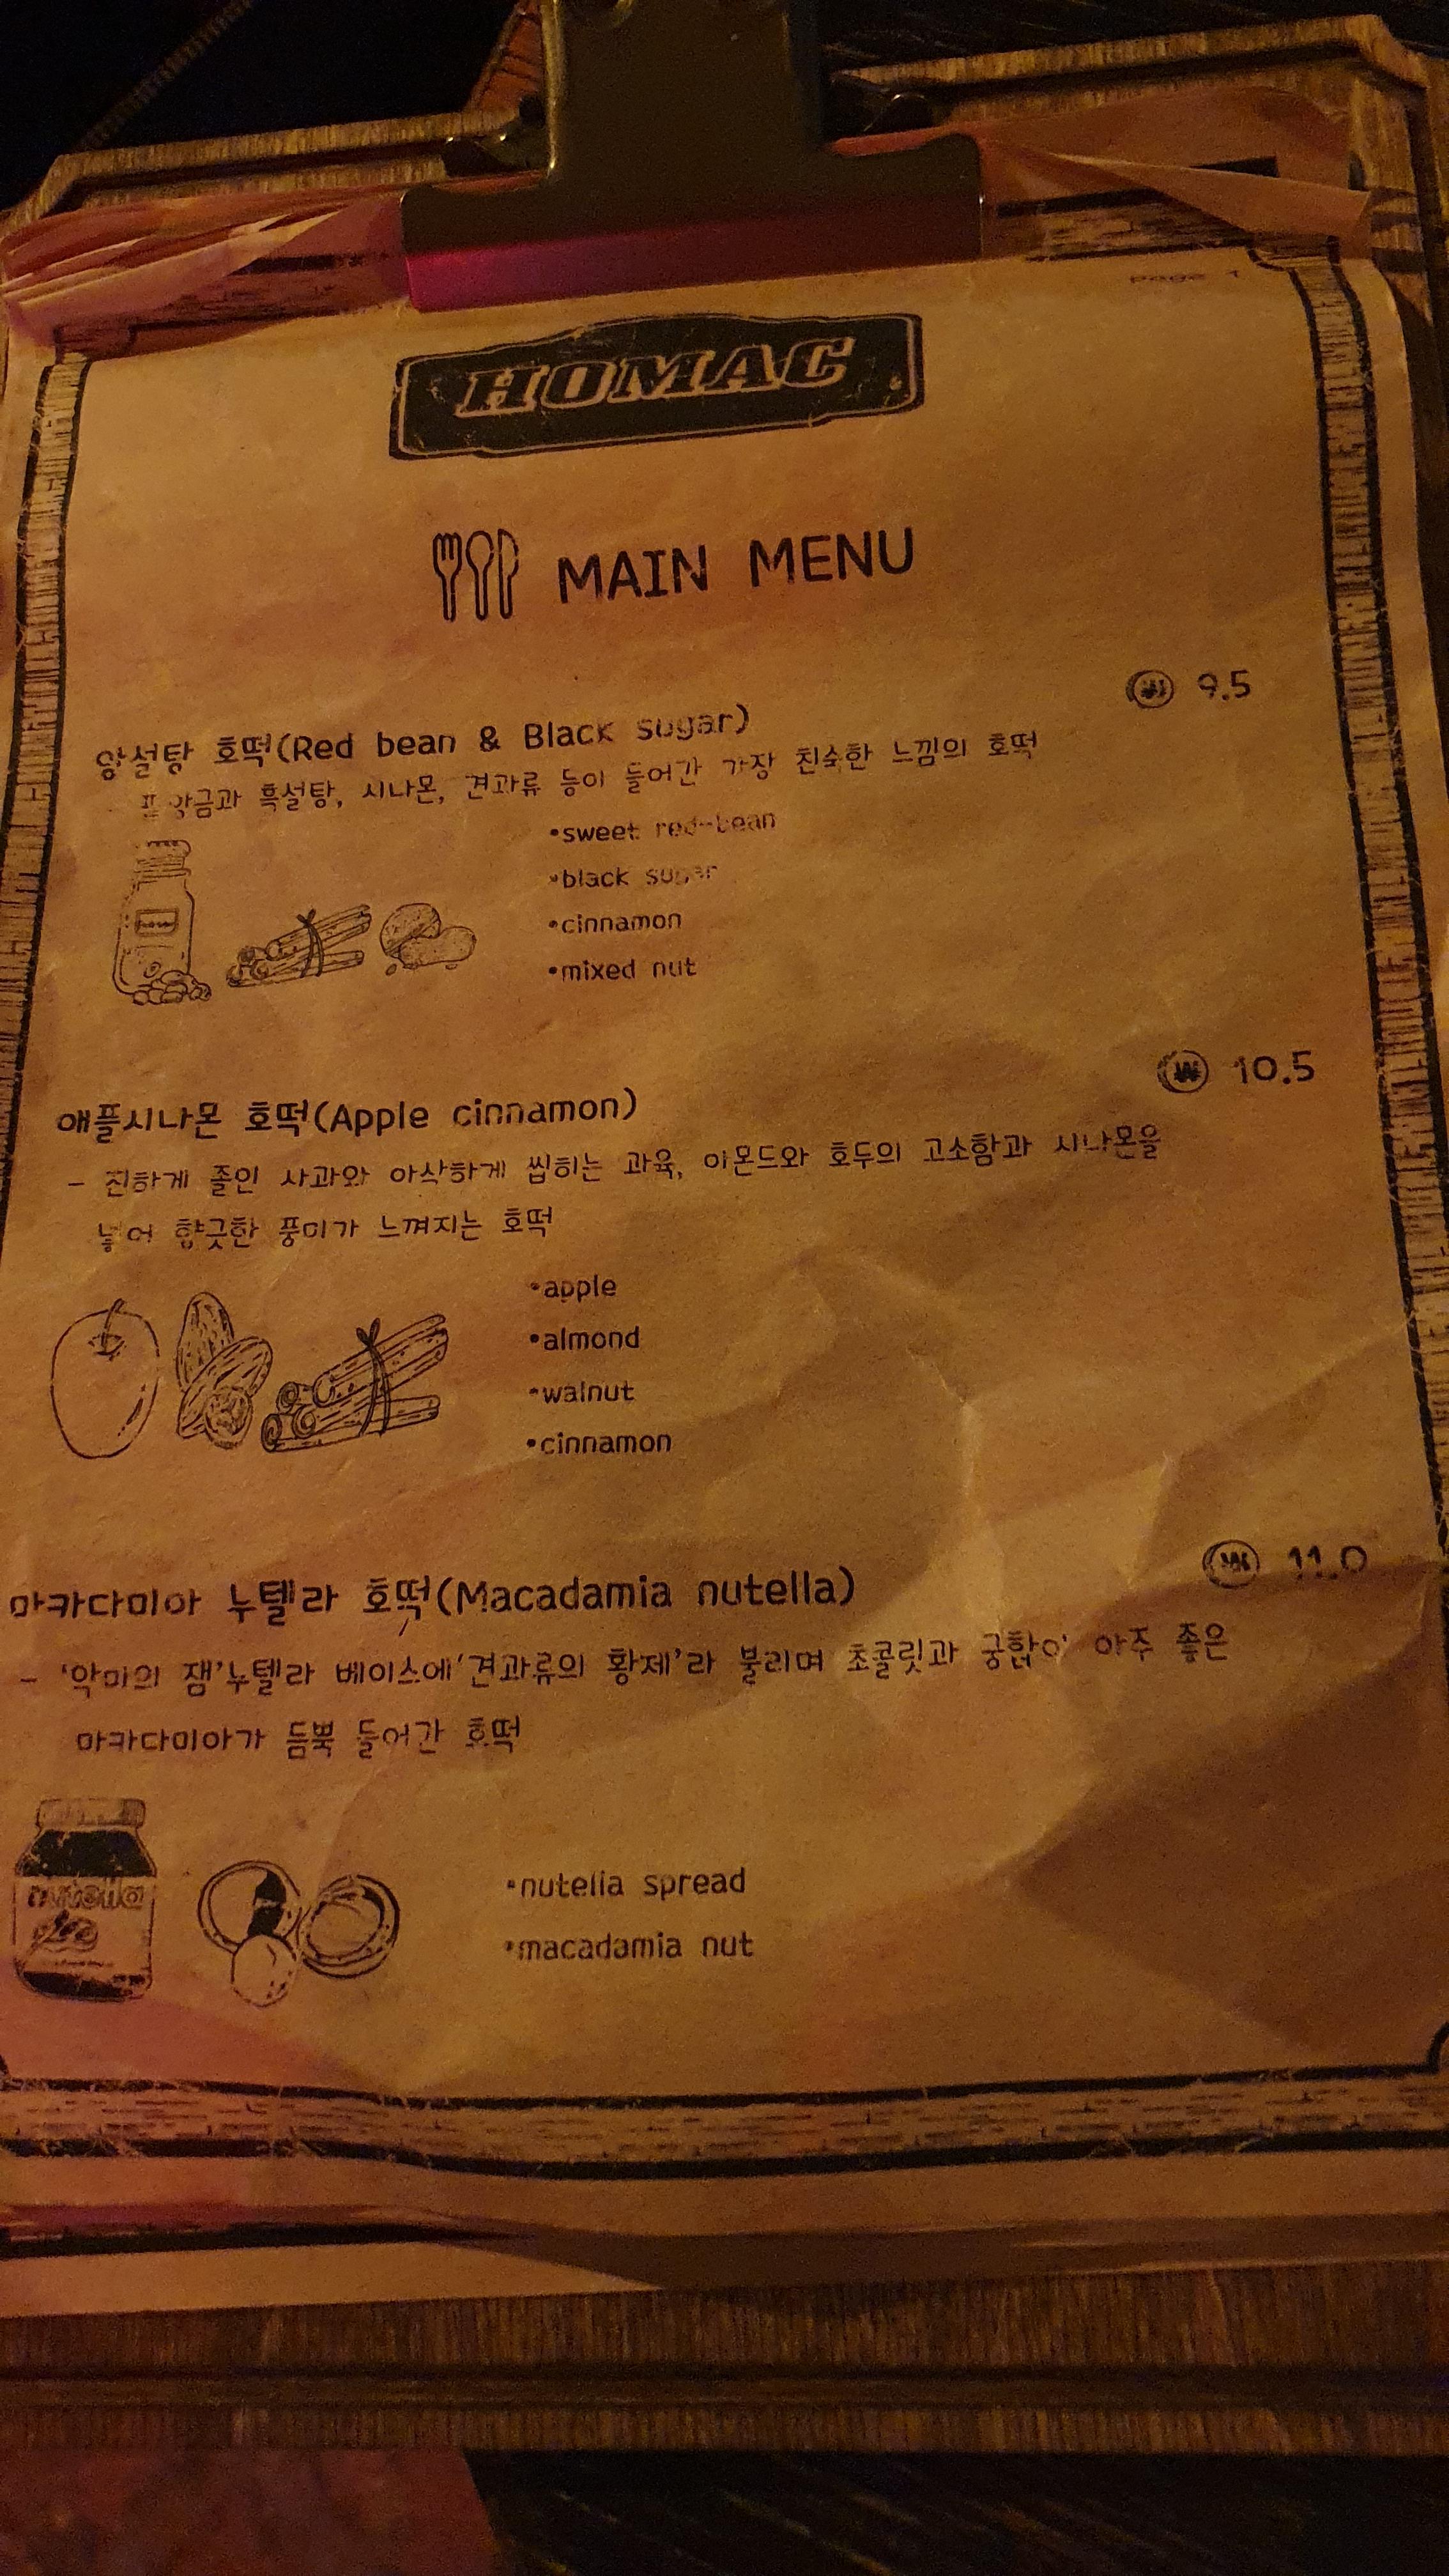 page 1
HOMAC
MAIN MENU
₩ 9.5
앙설탕 호떡(Red bean & Black sugar)
팥앙금과 흑설탕, 시나몬, 견과류 등이 들어간 가장 친숙한 느낌의 호떡
•sweet red-bean
•black sugar
•cinnamon
•mixed nut
₩ 10.5
애플시나몬 호떡(Apple cinnamon)
- 진하게 졸인 사과와 아삭하게 씹히는 과육, 아몬드와 호두의 고소함과 시나몬을
넣어 향긋한 풍미가 느껴지는 호떡
•apple
•almond
•walnut
•cinnamon
₩ 11.0
마카다미아 누텔라 호떡(Macadamia nutella)
- '악마의 잼'누텔라 베이스에'견과류의 황제'라 불리며 초콜릿과 궁합이 아주 좋은
마카다미아가 듬뿍 들어간 호떡
nutella
•nutella spread
•macadamia nut